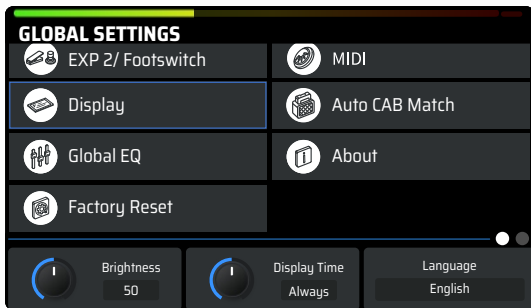 GLOBAL SETTINGS
EXP 2/ Footswitch
MIDI
Display
Auto CAB Match
Global EQ
About
Factory Reset
Brightness
50
Display Time
Always
Language
English